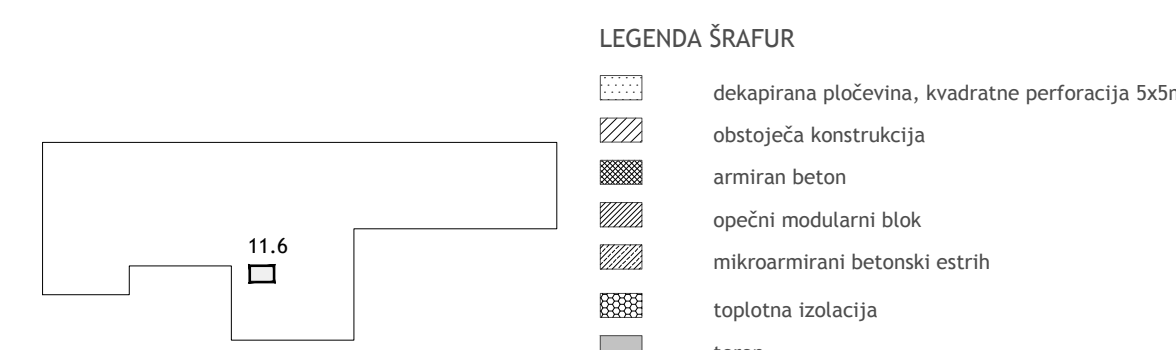 LEGENDA ŠRAFUR
dekapirana pločevina, kvadratne perforacija
obstoječa konstrukcija
armiran beton
opečni modularni blok
11.6
mikroarmirani betonski estrih
toplotna izolacija